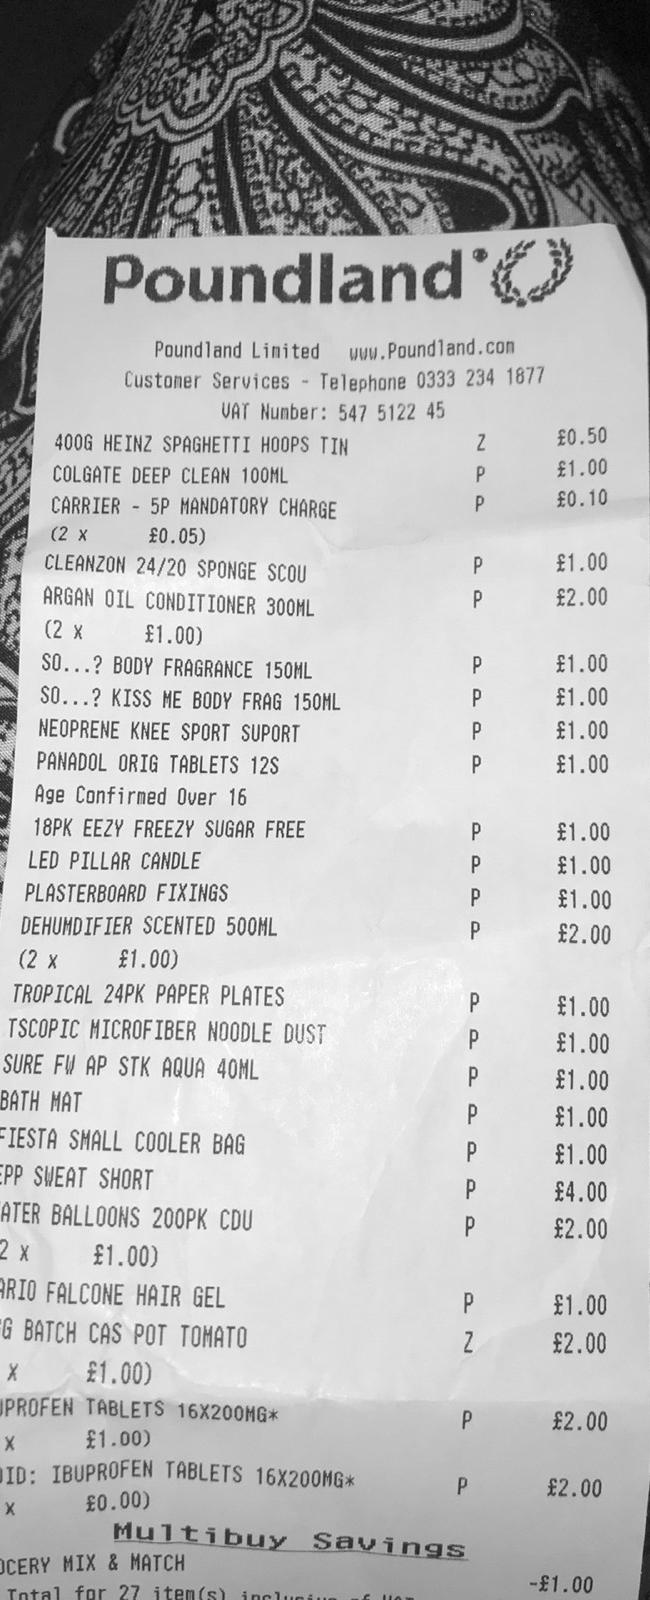 Poundland®
Poundland Limited www.Poundland.com
Customer Services - Telephone 0333 234 1877
VAT Number: 547 5122 45
400G HEINZ SPAGHETTI HOOPS TIN Z £0.50
COLGATE DEEP CLEAN 100ML P £1.00
CARRIER - 5P MANDATORY CHARGE P £0.10
(2 x £0.05)
CLEANZON 24/20 SPONGE SCOU P £1.00
ARGAN OIL CONDITIONER 300ML P £2.00
(2 x £1.00)
SO...? BODY FRAGRANCE 150ML P £1.00
SO...? KISS ME BODY FRAG 150ML P £1.00
NEOPRENE KNEE SPORT SUPORT P £1.00
PANADOL ORIG TABLETS 12S P £1.00
Age Confirmed Over 16
18PK EEZY FREEZY SUGAR FREE P £1.00
LED PILLAR CANDLE P £1.00
PLASTERBOARD FIXINGS P £1.00
DEHUMDIFIER SCENTED 500ML P £2.00
(2 x £1.00)
TROPICAL 24PK PAPER PLATES P £1.00
TSCOPIC MICROFIBER NOODLE DUST P £1.00
SURE FW AP STK AQUA 40ML P £1.00
BATH MAT P £1.00
FIESTA SMALL COOLER BAG P £1.00
EPP SWEAT SHORT P £4.00
ATER BALLOONS 200PK CDU P £2.00
2 x £1.00)
ARIO FALCONE HAIR GEL P £1.00
G BATCH CAS POT TOMATO Z £2.00
x £1.00)
UPROFEN TABLETS 16X200MG* P £2.00
x £1.00)
OID: IBUPROFEN TABLETS 16X200MG* P £2.00
x £0.00)
Multibuy Savings
OCERY MIX & MATCH -£1.00
Total for 27 item(s) inclusive of